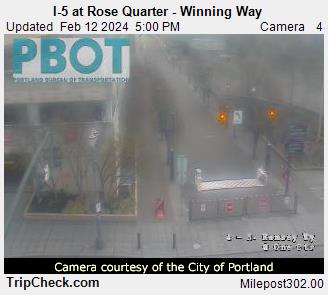 I-5 at Rose Quarter - Winning Way
Updated Feb 12 2024 5:00 PM Camera 4
PBOT
PORTLAND BUREAU OF TRANSPORTATION
Camera courtesy of the City of Portland
TripCheck.com Milepost302.00